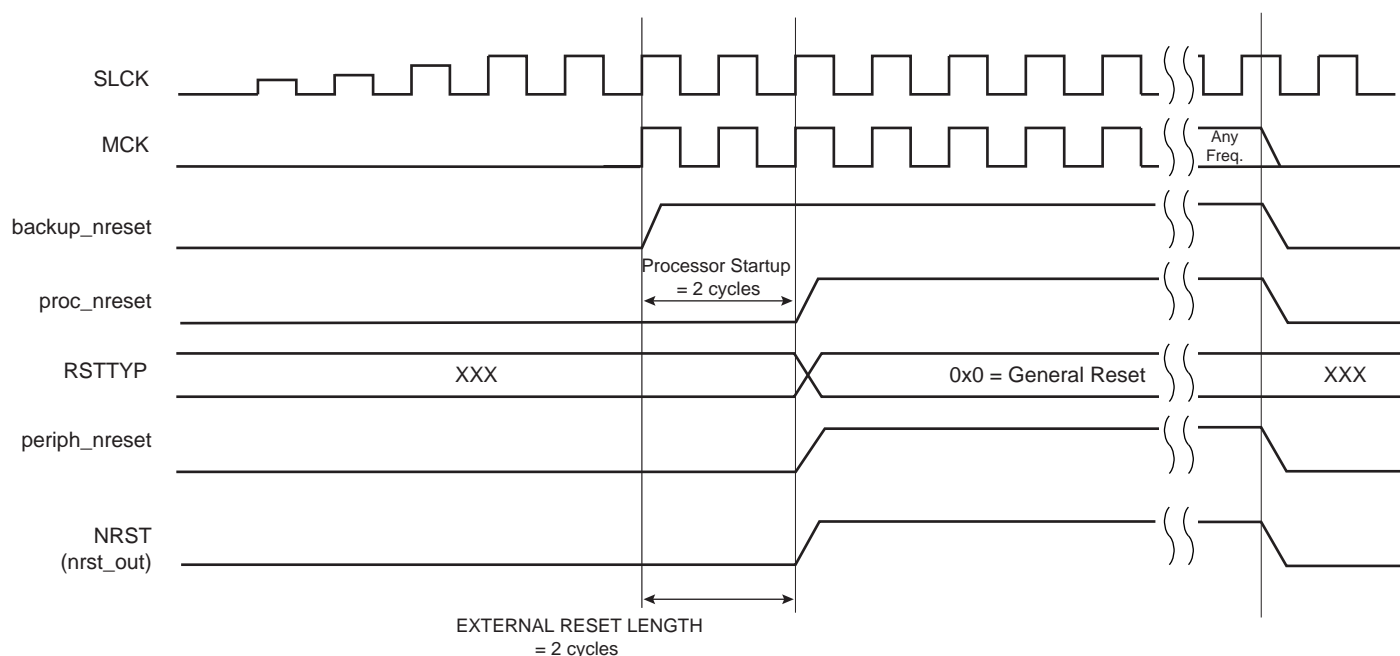 SLCK
MCK
Any
Freq.
backup_nreset
Processor Startup
= 2 cycles
proc_nreset
RSTTYP
XXX
0x0 = General Reset
XXX
periph_nreset
NRST
(nrst_out)
EXTERNAL RESET LENGTH
= 2 cycles